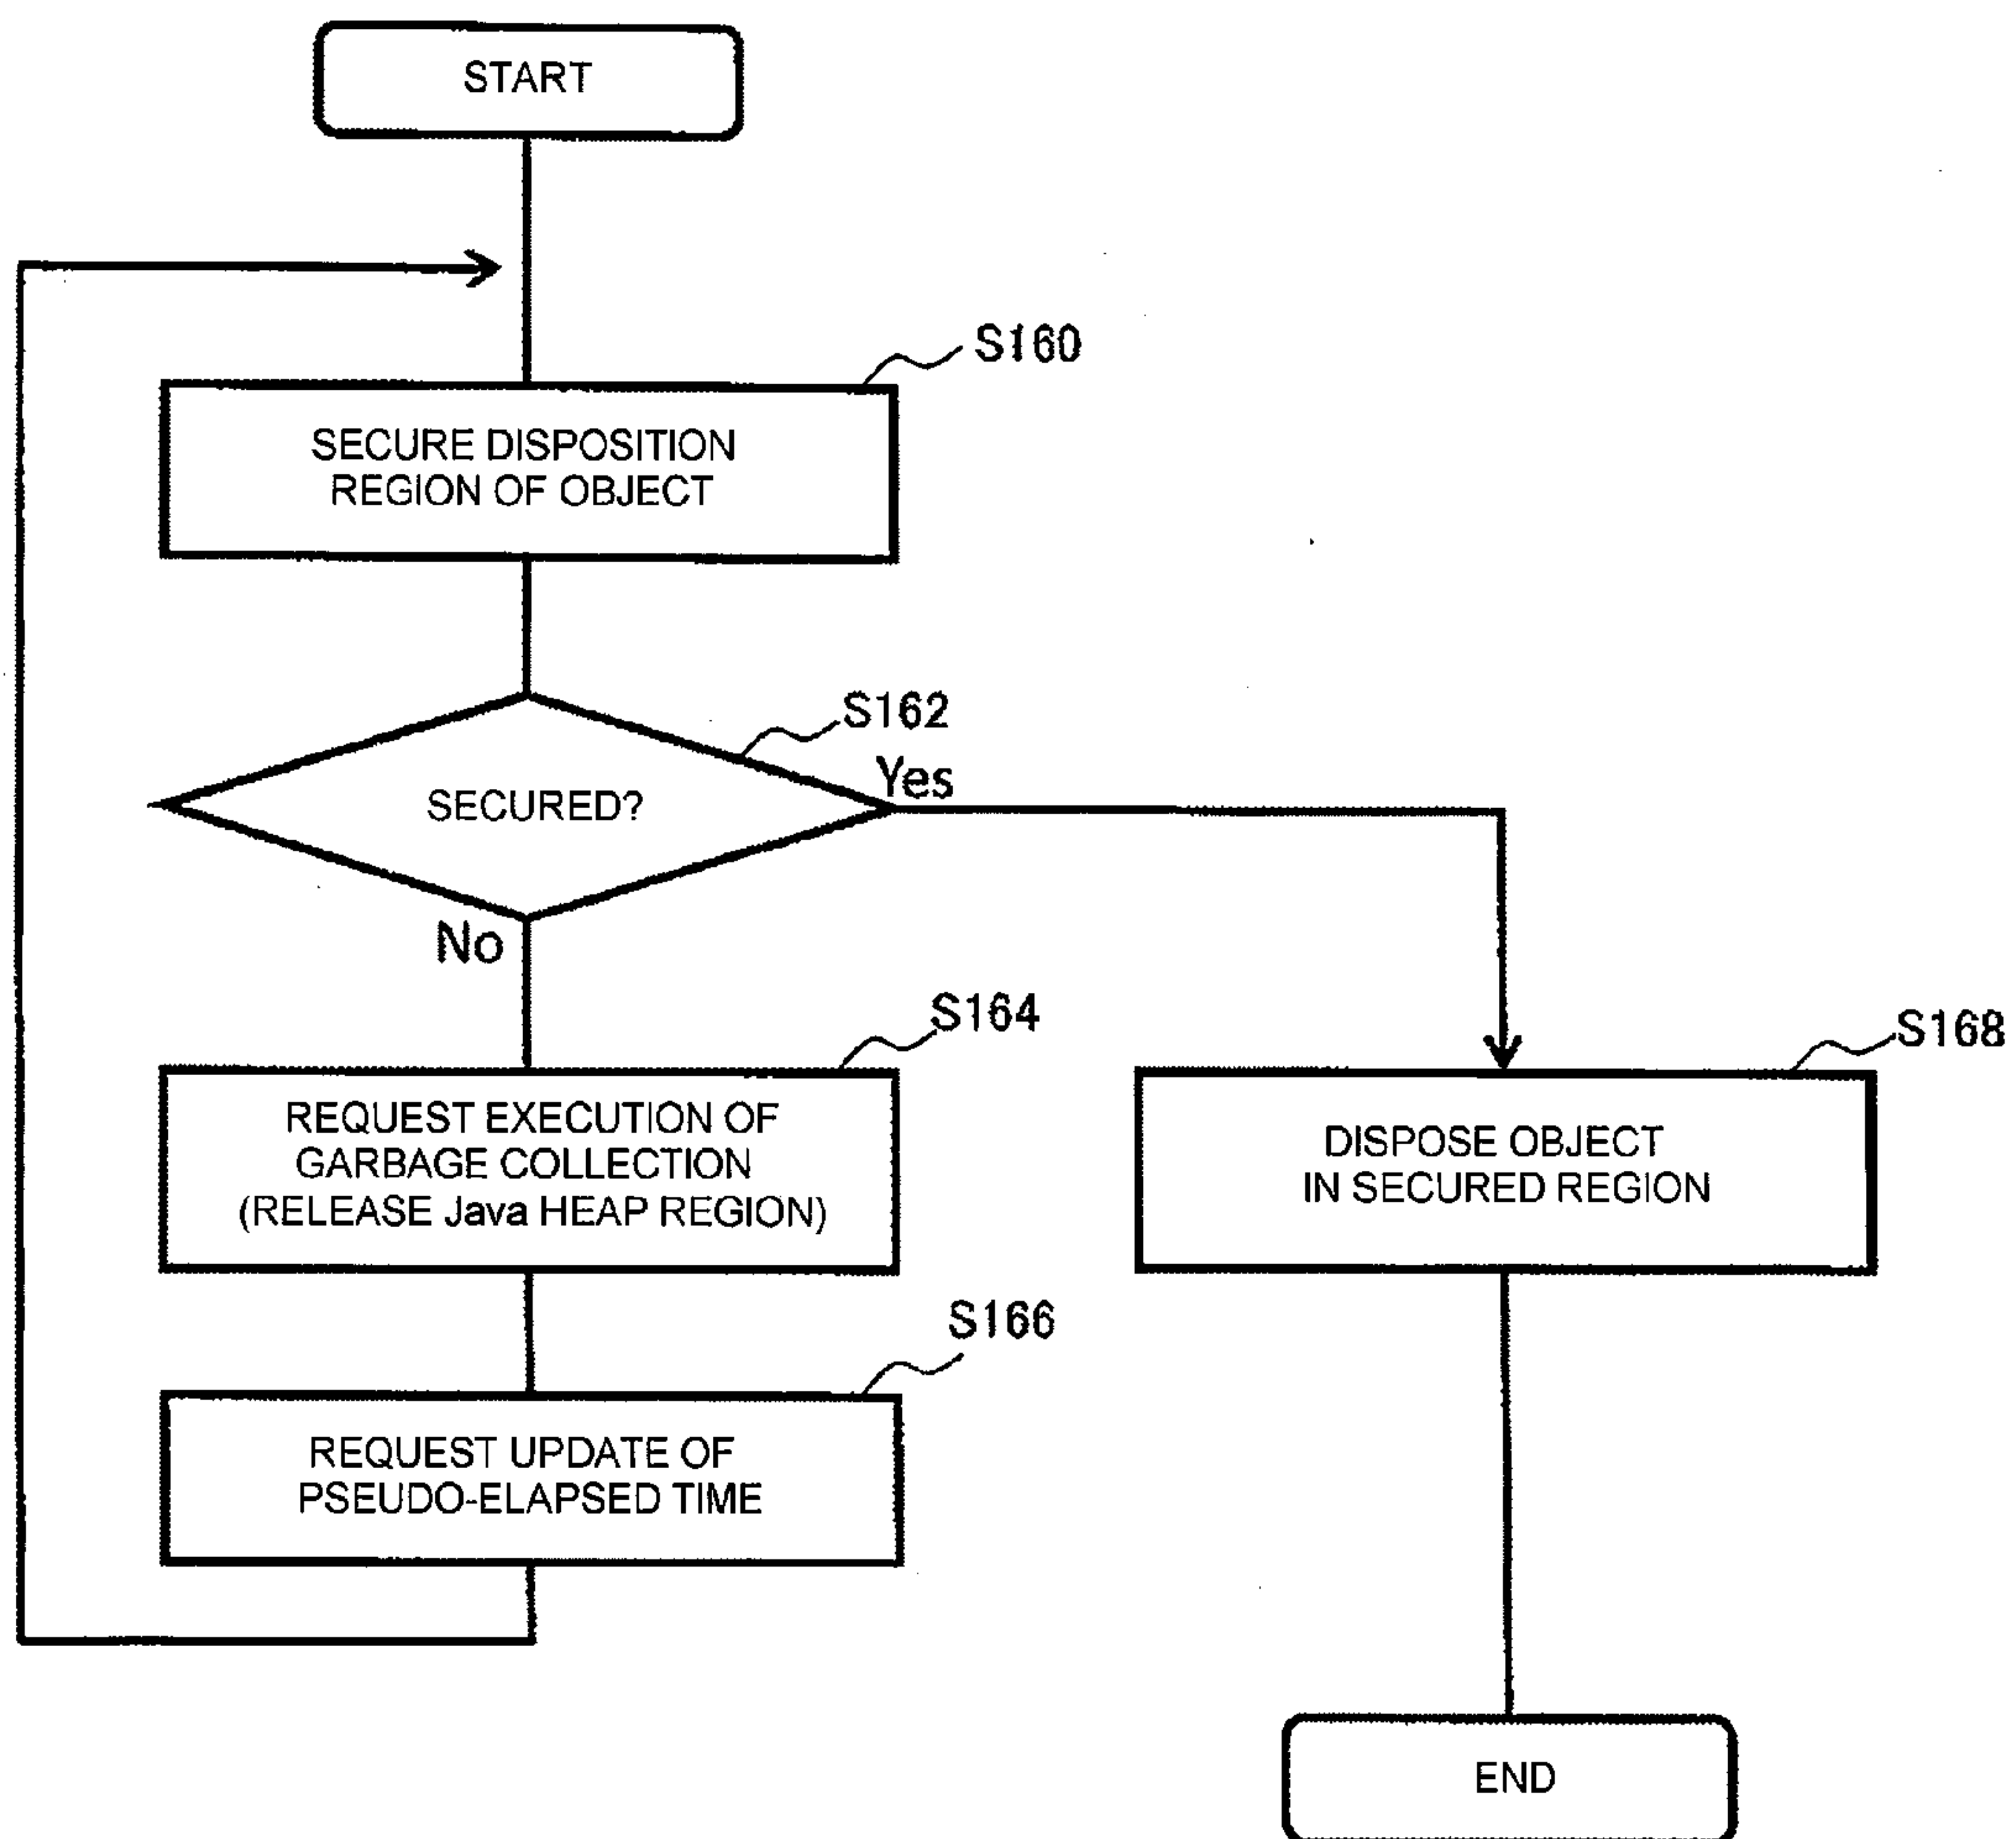 START
S160
SECURE DISPOSITION
REGION OF OBJECT
S162
Yes
SECURED?
No
S164
REQUEST EXECUTION OF
GARBAGE COLLECTION
(RELEASE Java HEAP REGION)
S168
DISPOSE OBJECT
IN SECURED REGION
S166
REQUEST UPDATE OF
PSEUDO-ELAPSED TIME
END